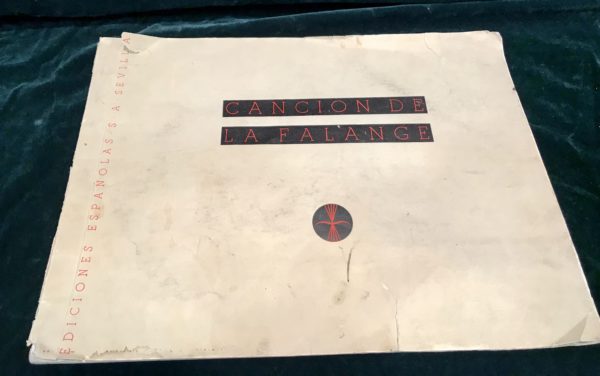 CANCION DE
LA FALANGE
EDICIONES ESPAÑOLAS S A SEVILLA